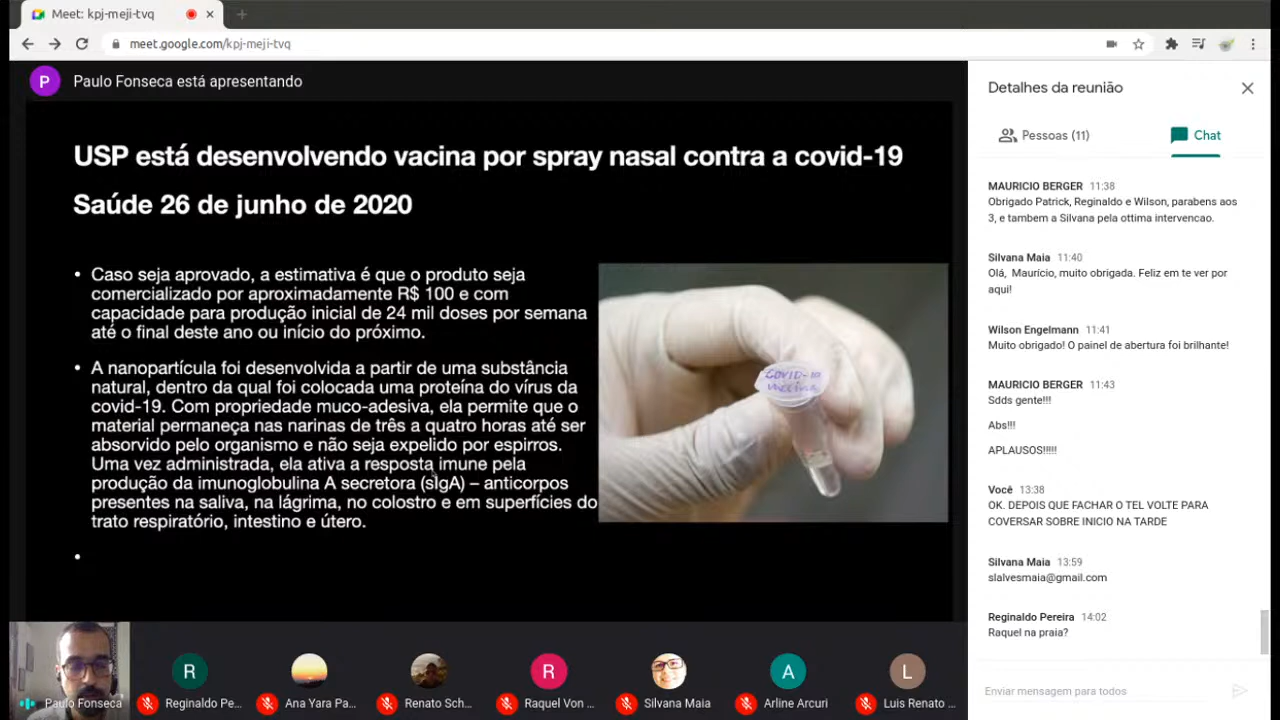 Meet: kpj-meji-tvq
meet.google.com/kpj-meji-tvq
P
Paulo Fonseca está apresentando
USP está desenvolvendo vacina por spray nasal contra a covid-19
Saúde 26 de junho de 2020
• Caso seja aprovado, a estimativa é que o produto seja
comercializado por aproximadamente R$ 100 e com
capacidade para produção inicial de 24 mil doses por semana
até o final deste ano ou início do próximo.
• A nanopartícula foi desenvolvida a partir de uma substância
natural, dentro da qual foi colocada uma proteína do vírus da
covid-19. Com propriedade muco-adesiva, ela permite que o
material permaneça nas narinas de três a quatro horas até ser
absorvido pelo organismo e não seja expelido por espirros.
Uma vez administrada, ela ativa a resposta imune pela
produção da imunoglobulina A secretora (sIgA) – anticorpos
presentes na saliva, na lágrima, no colostro e em superfícies do
trato respiratório, intestino e útero.
•
COVID-19
vaccine
Paulo Fonseca
R
Reginaldo Pe...
Ana Yara Pa...
Renato Sch...
R
Raquel Von ...
Silvana Maia
A
Arline Arcuri
L
Luis Renato ...
Detalhes da reunião
Pessoas (11)
Chat
MAURICIO BERGER 11:38
Obrigado Patrick, Reginaldo e Wilson, parabens aos
3, e tambem a Silvana pela ottima intervencao.
Silvana Maia 11:40
Olá, Maurício, muito obrigada. Feliz em te ver por
aqui!
Wilson Engelmann 11:41
Muito obrigado! O painel de abertura foi brilhante!
MAURICIO BERGER 11:43
Sdds gente!!!
Abs!!!
APLAUSOS!!!!!
Você 13:38
OK. DEPOIS QUE FACHAR O TEL VOLTE PARA
COVERSAR SOBRE INICIO NA TARDE
Silvana Maia 13:59
slalvesmaia@gmail.com
Reginaldo Pereira 14:02
Raquel na praia?
Enviar mensagem para todos